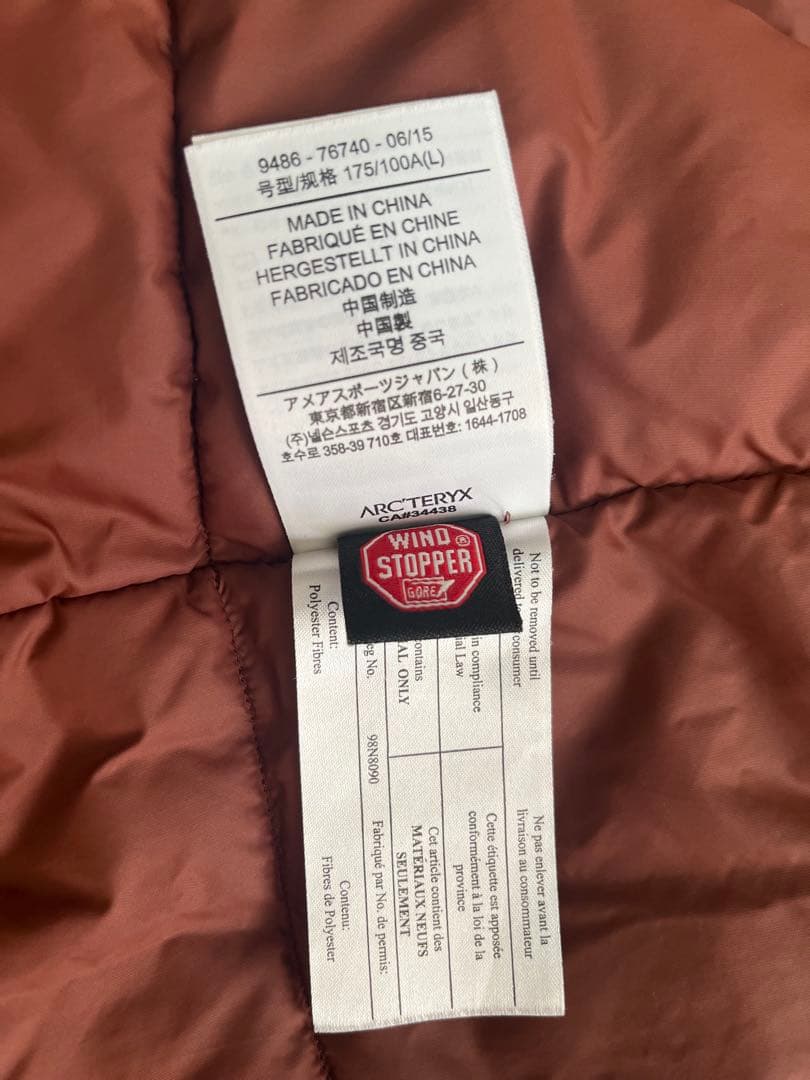 9486 - 76740 - 06/15
号型/规格 175/100A(L)
MADE IN CHINA
FABRIQUÉ EN CHINE
HERGESTELLT IN CHINA
FABRICADO EN CHINA
中国制造
中国製
제조국명 중국
アメアスポーツジャパン（株）
東京都新宿区新宿6-27-30
(주)넬슨스포츠 경기도 고양시 일산동구
호수로 358-39 710호 대표번호: 1644-1708
ARC'TERYX
CA#34438
WIND
STOPPER®
GORE
Not to be removed until
delivered consumer
in compliance
ial Law
ontains
AL ONLY
eg No. 98N8090
Content:
Polyester Fibres
Ne pas enlever avant la
livraison au consommateur
Cette étiquette est apposée
conformément à la loi de la
province
Cet article contient des
MATÉRIAUX NEUFS
SEULEMENT
Fabriqué par No. de permis:
Contenu:
Fibres de Polyester